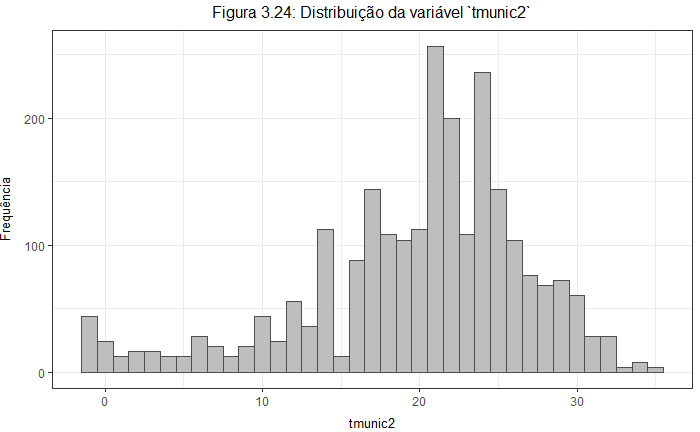 Figura 3.24: Distribuição da variável `tmunic2`
Frequência
200
100
0
0 10 20 30
tmunic2